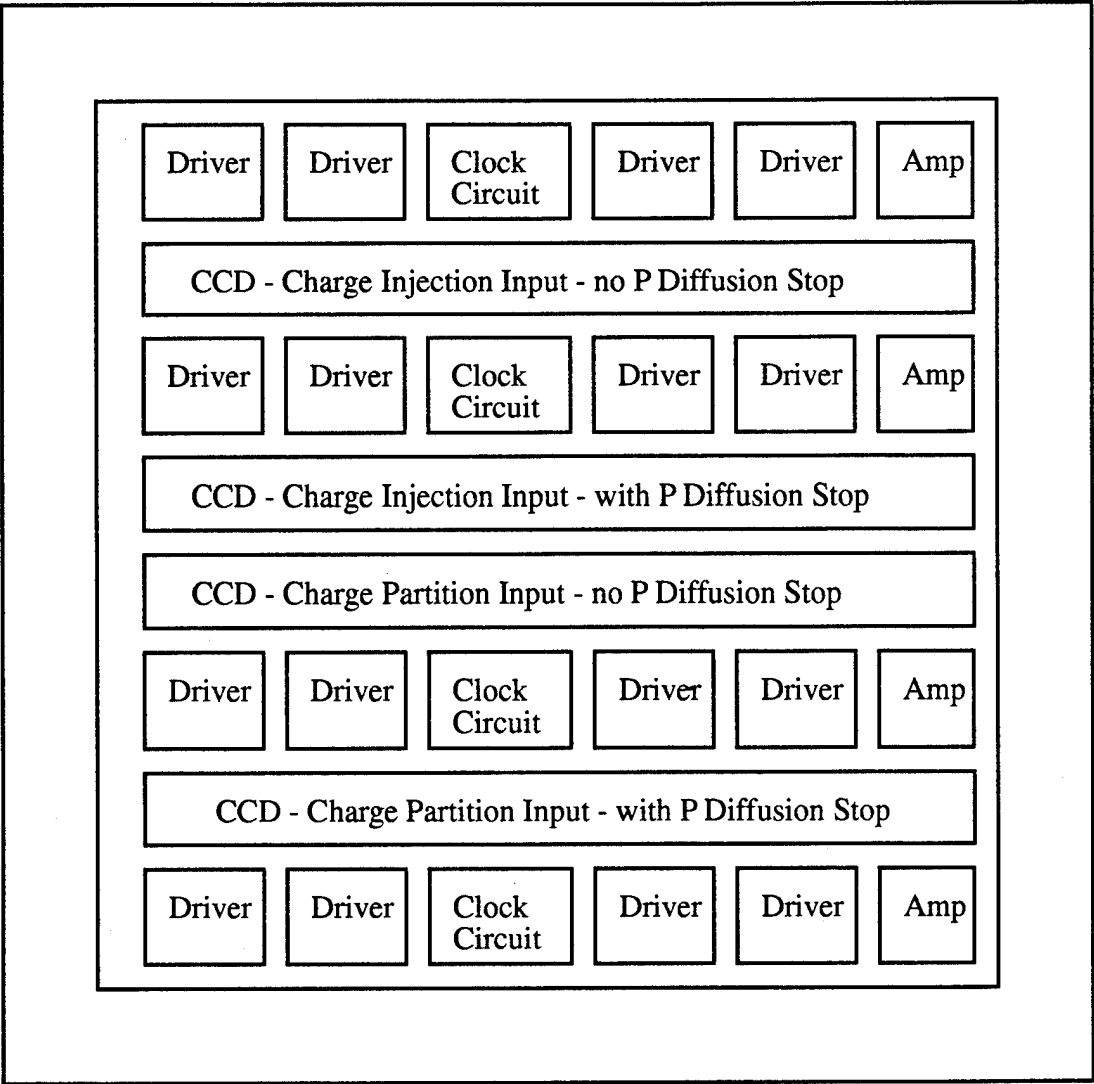 Driver Driver Clock Circuit Driver Driver Amp
CCD - Charge Injection Input - no P Diffusion Stop
Driver Driver Clock Circuit Driver Driver Amp
CCD - Charge Injection Input - with P Diffusion Stop
CCD - Charge Partition Input - no P Diffusion Stop
Driver Driver Clock Circuit Driver Driver Amp
CCD - Charge Partition Input - with P Diffusion Stop
Driver Driver Clock Circuit Driver Driver Amp